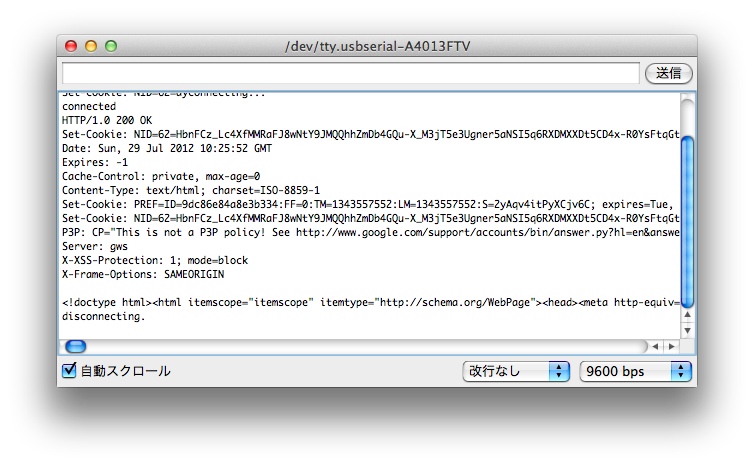 /dev/tty.usbserial-A4013FTV
送信
Set-Cookie: NID=62=dyconnecting...
connected
HTTP/1.0 200 OK
Set-Cookie: NID=62=HbnFCz_Lc4XfMMRaFJ8wNtY9JMQQhhZmDb4GQu-X_M3jT5e3Ugner5aNSI5q6RXDMXXDt5CD4x-R0YsFtqGt
Date: Sun, 29 Jul 2012 10:25:52 GMT
Expires: -1
Cache-Control: private, max-age=0
Content-Type: text/html; charset=ISO-8859-1
Set-Cookie: PREF=ID=9dc86e84a8e3b334:FF=0:TM=1343557552:LM=1343557552:S=ZyAqv4itPyXCjv6C; expires=Tue,
Set-Cookie: NID=62=HbnFCz_Lc4XfMMRaFJ8wNtY9JMQQhhZmDb4GQu-X_M3jT5e3Ugner5aNSI5q6RXDMXXDt5CD4x-R0YsFtqGt
P3P: CP="This is not a P3P policy! See http://www.google.com/support/accounts/bin/answer.py?hl=en&answe
Server: gws
X-XSS-Protection: 1; mode=block
X-Frame-Options: SAMEORIGIN
<!doctype html><html itemscope="itemscope" itemtype="http://schema.org/WebPage"><head><meta http-equiv=
disconnecting.
自動スクロール
改行なし
9600 bps